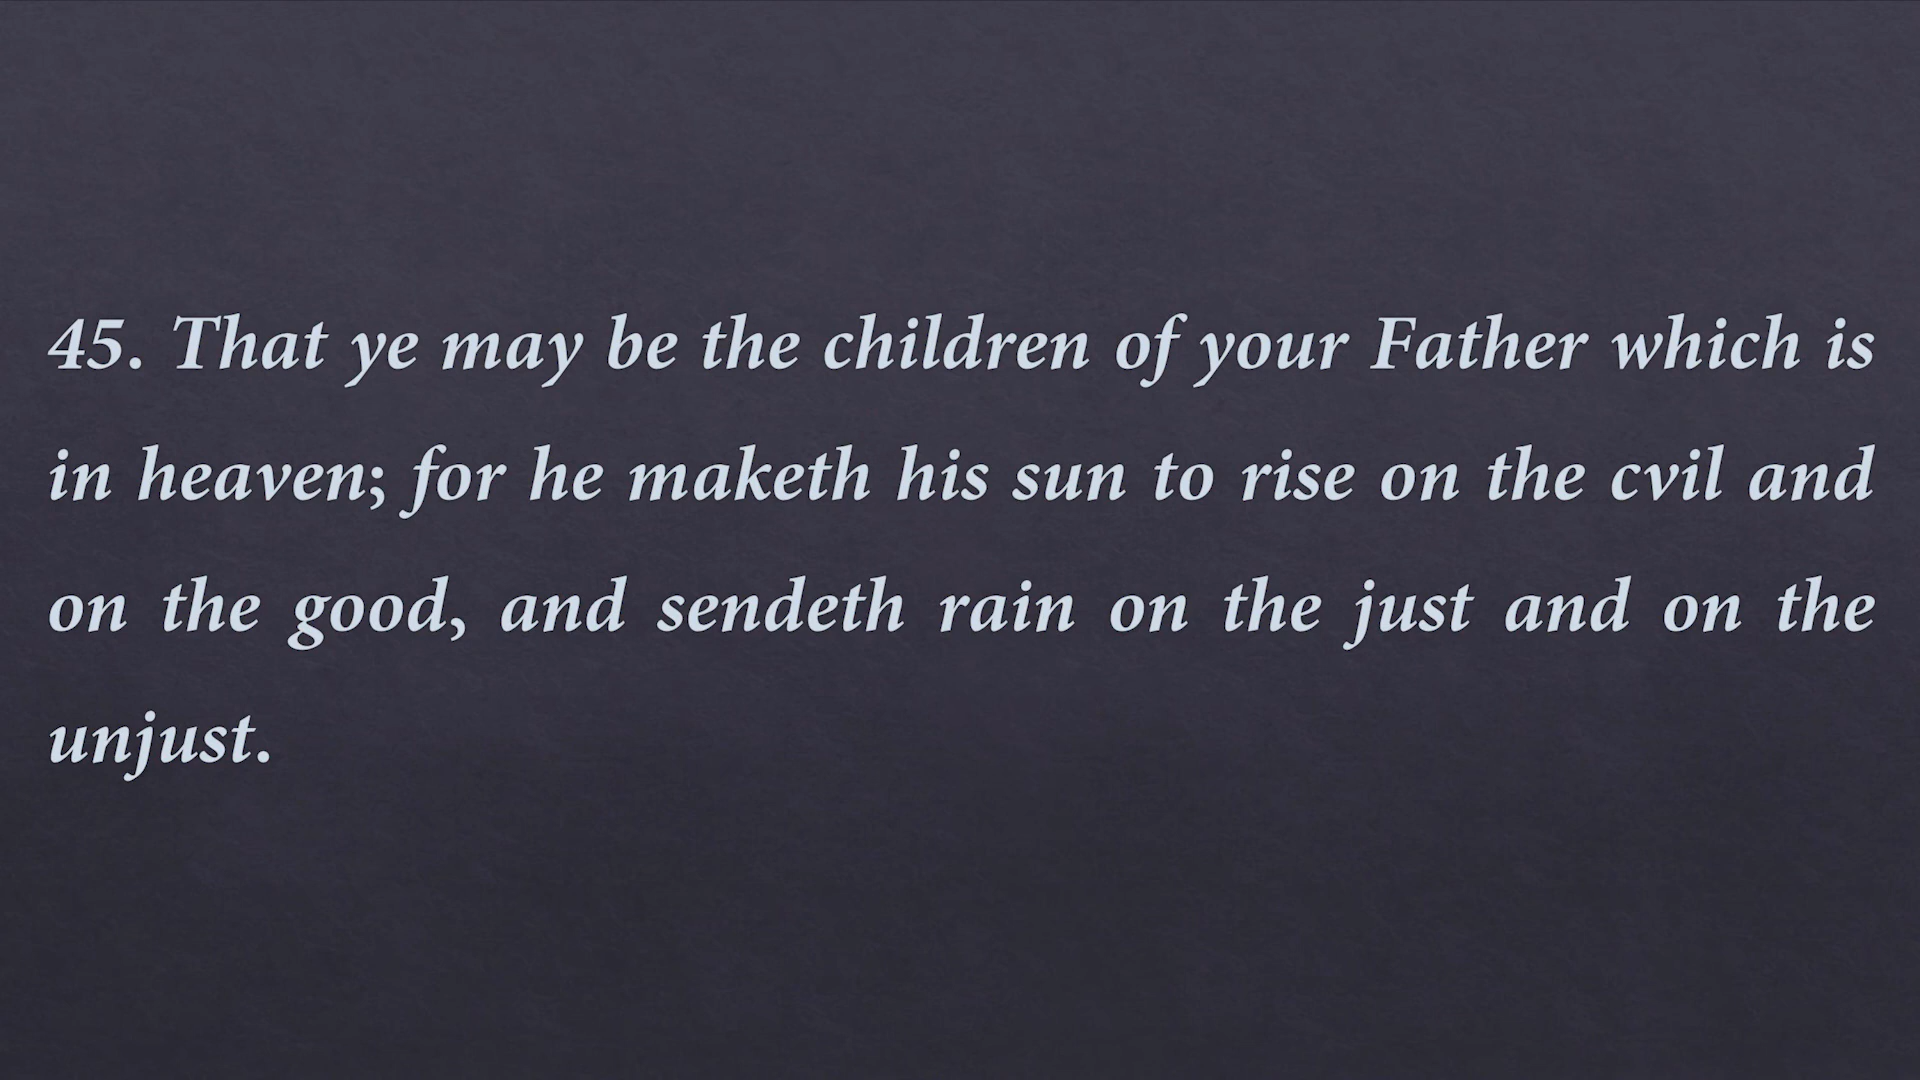 45. That ye may be the children of your Father which is
in heaven; for he maketh his sun to rise on the cvil and
on the good, and sendeth rain on the just and on the
unjust.